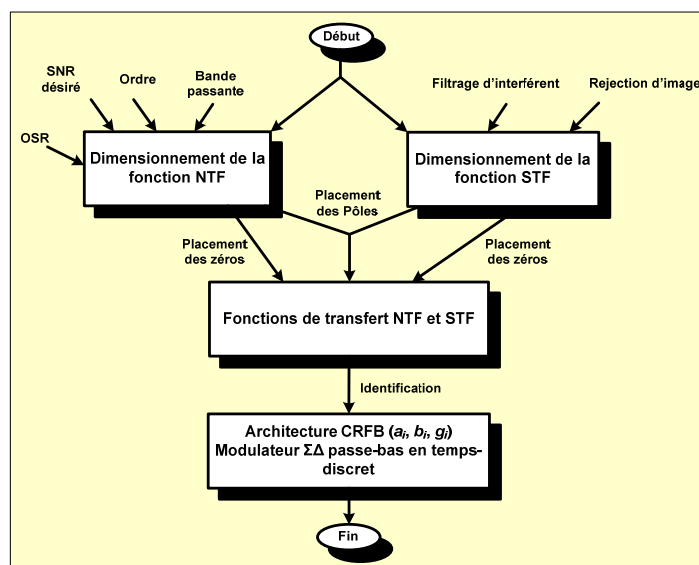 Début
SNR
désiré
Ordre
Bande
passante
Filtrage d'interférent
Rejection d'image
OSR
Dimensionnement de la
fonction NTF
Dimensionnement de la
fonction STF
Placement
des Pôles
Placement
des zéros
Placement
des zéros
Fonctions de transfert NTF et STF
Identification
Architecture CRFB (ai, bi, gi)
Modulateur ΣΔ passe-bas en temps-
discret
Fin